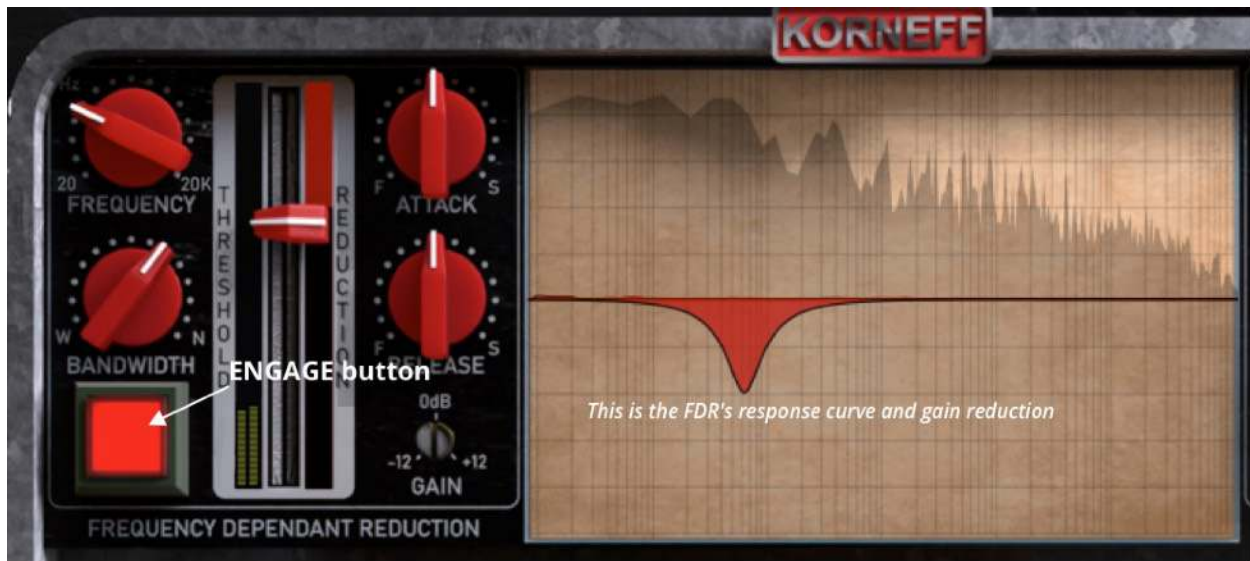 KORNEFF
Hz
20
20K
FREQUENCY
W
N
BANDWIDTH
THRESHOLD
REDUCTION
F
S
ATTACK
F
S
RELEASE
ENGAGE button
0dB
-12
+12
GAIN
FREQUENCY DEPENDANT REDUCTION
This is the FDR's response curve and gain reduction